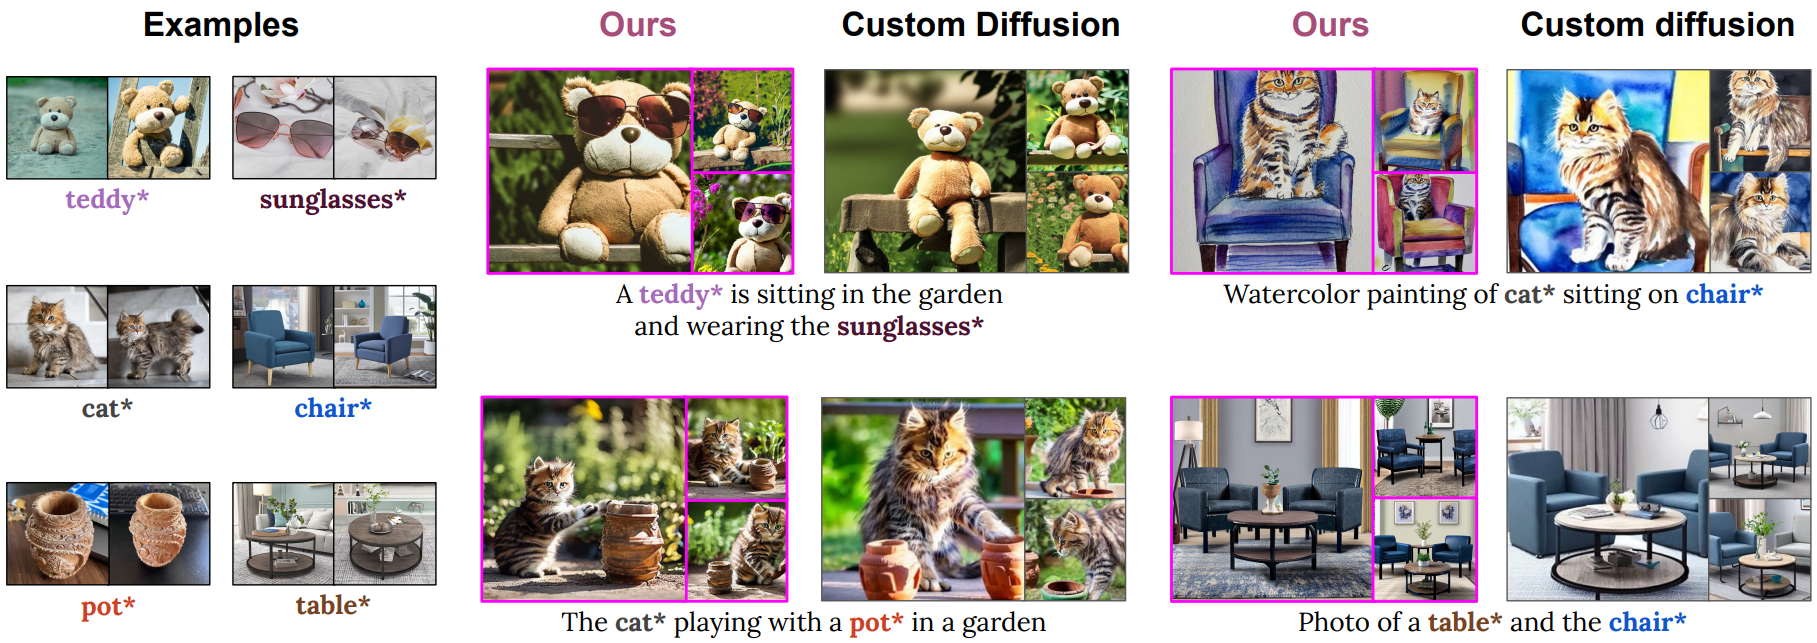 Examples
Ours
Custom Diffusion
Ours
Custom diffusion
teddy*
sunglasses*
A teddy* is sitting in the garden
and wearing the sunglasses*
Watercolor painting of cat* sitting on chair*
cat*
chair*
pot*
table*
The cat* playing with a pot* in a garden
Photo of a table* and the chair*